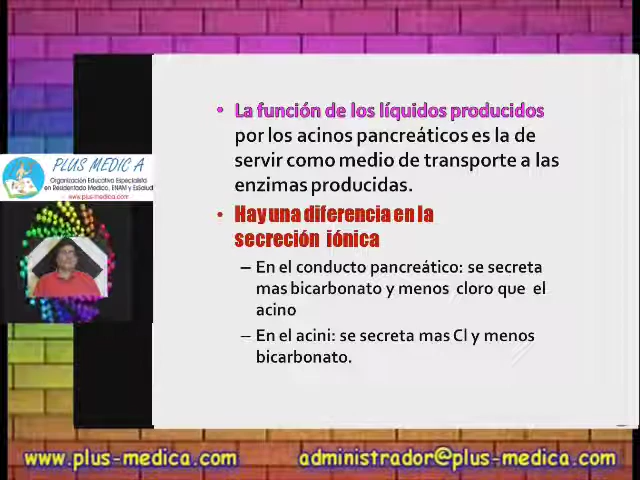 • La función de los líquidos producidos
por los acinos pancreáticos es la de
servir como medio de transporte a las
enzimas producidas.
• Hay una diferencia en la
secreción iónica
– En el conducto pancreático: se secreta
mas bicarbonato y menos cloro que el
acino
– En el acini: se secreta mas Cl y menos
bicarbonato.
PLUS MEDIC A
Organización Educativa Especialista
en Residentado Medico, ENAM y EsSalud
www.plus-medica.com
www.plus-medica.com
administrador@plus-medica.com